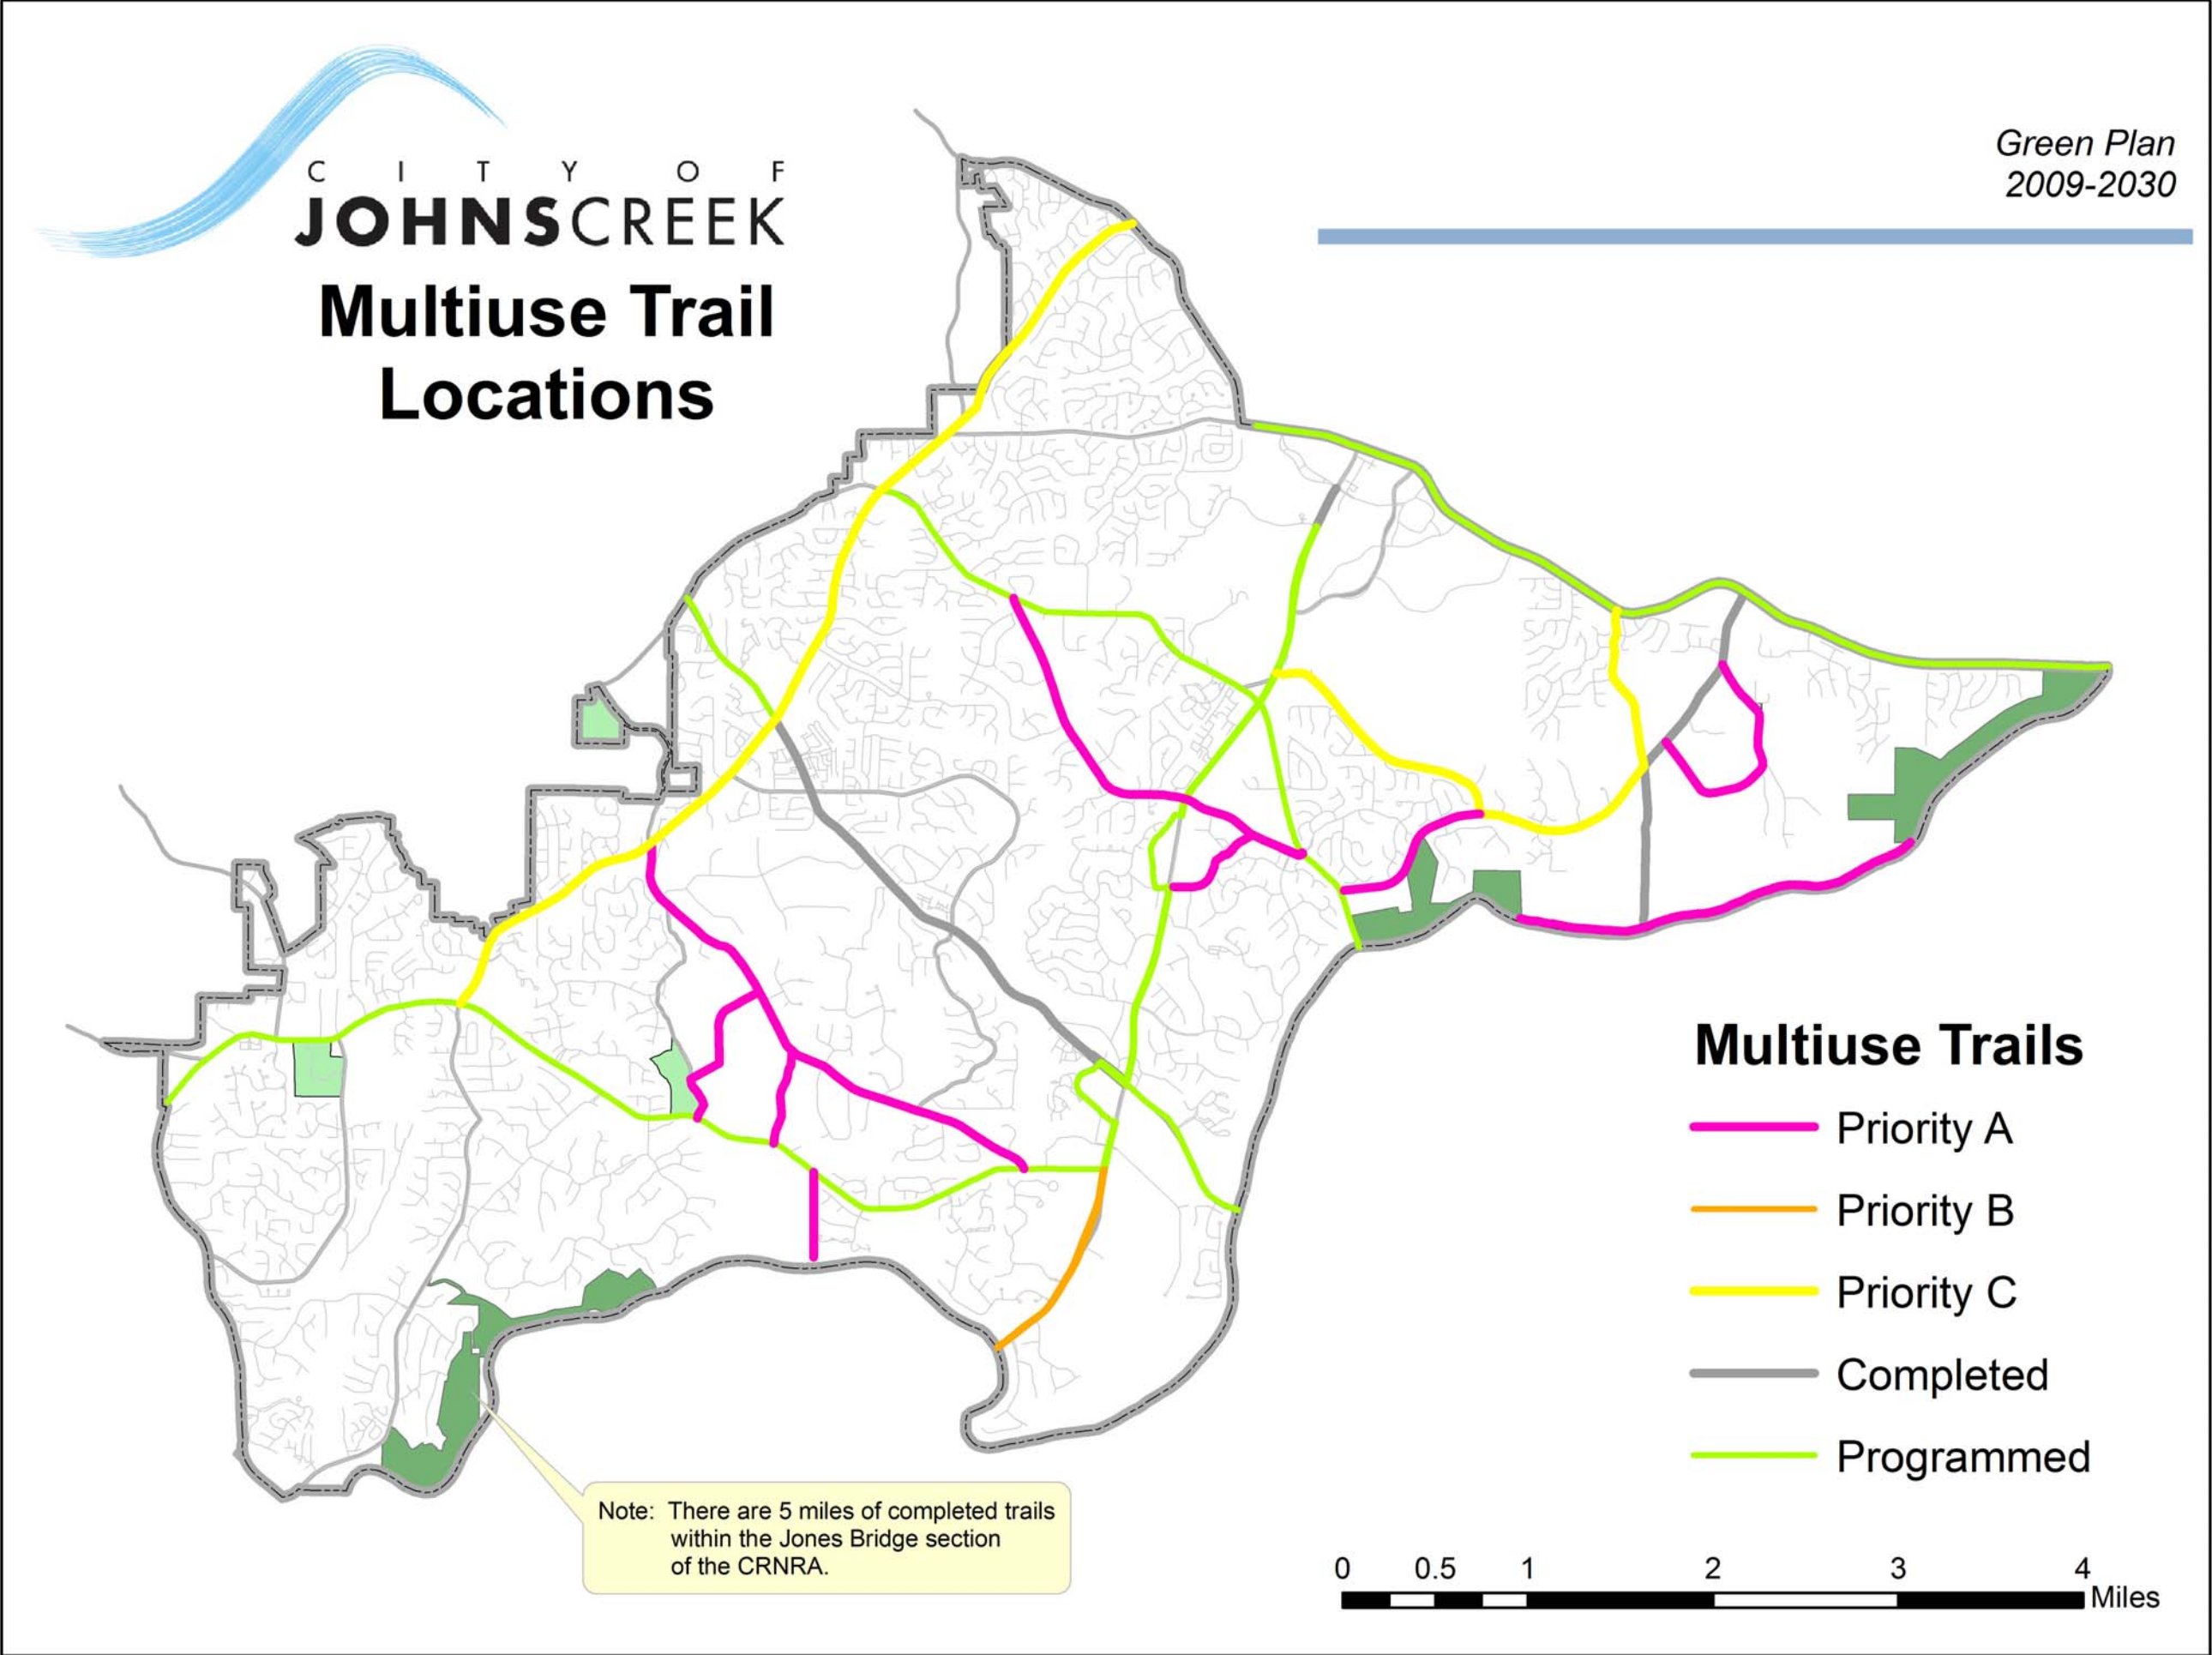 CITY OF
JOHNSCREEK
Multiuse Trail
Locations
Green Plan
2009-2030
Multiuse Trails
Priority A
Priority B
Priority C
Completed
Programmed
Note: There are 5 miles of completed trails
within the Jones Bridge section
of the CRNRA.
0 0.5 1 2 3 4
Miles